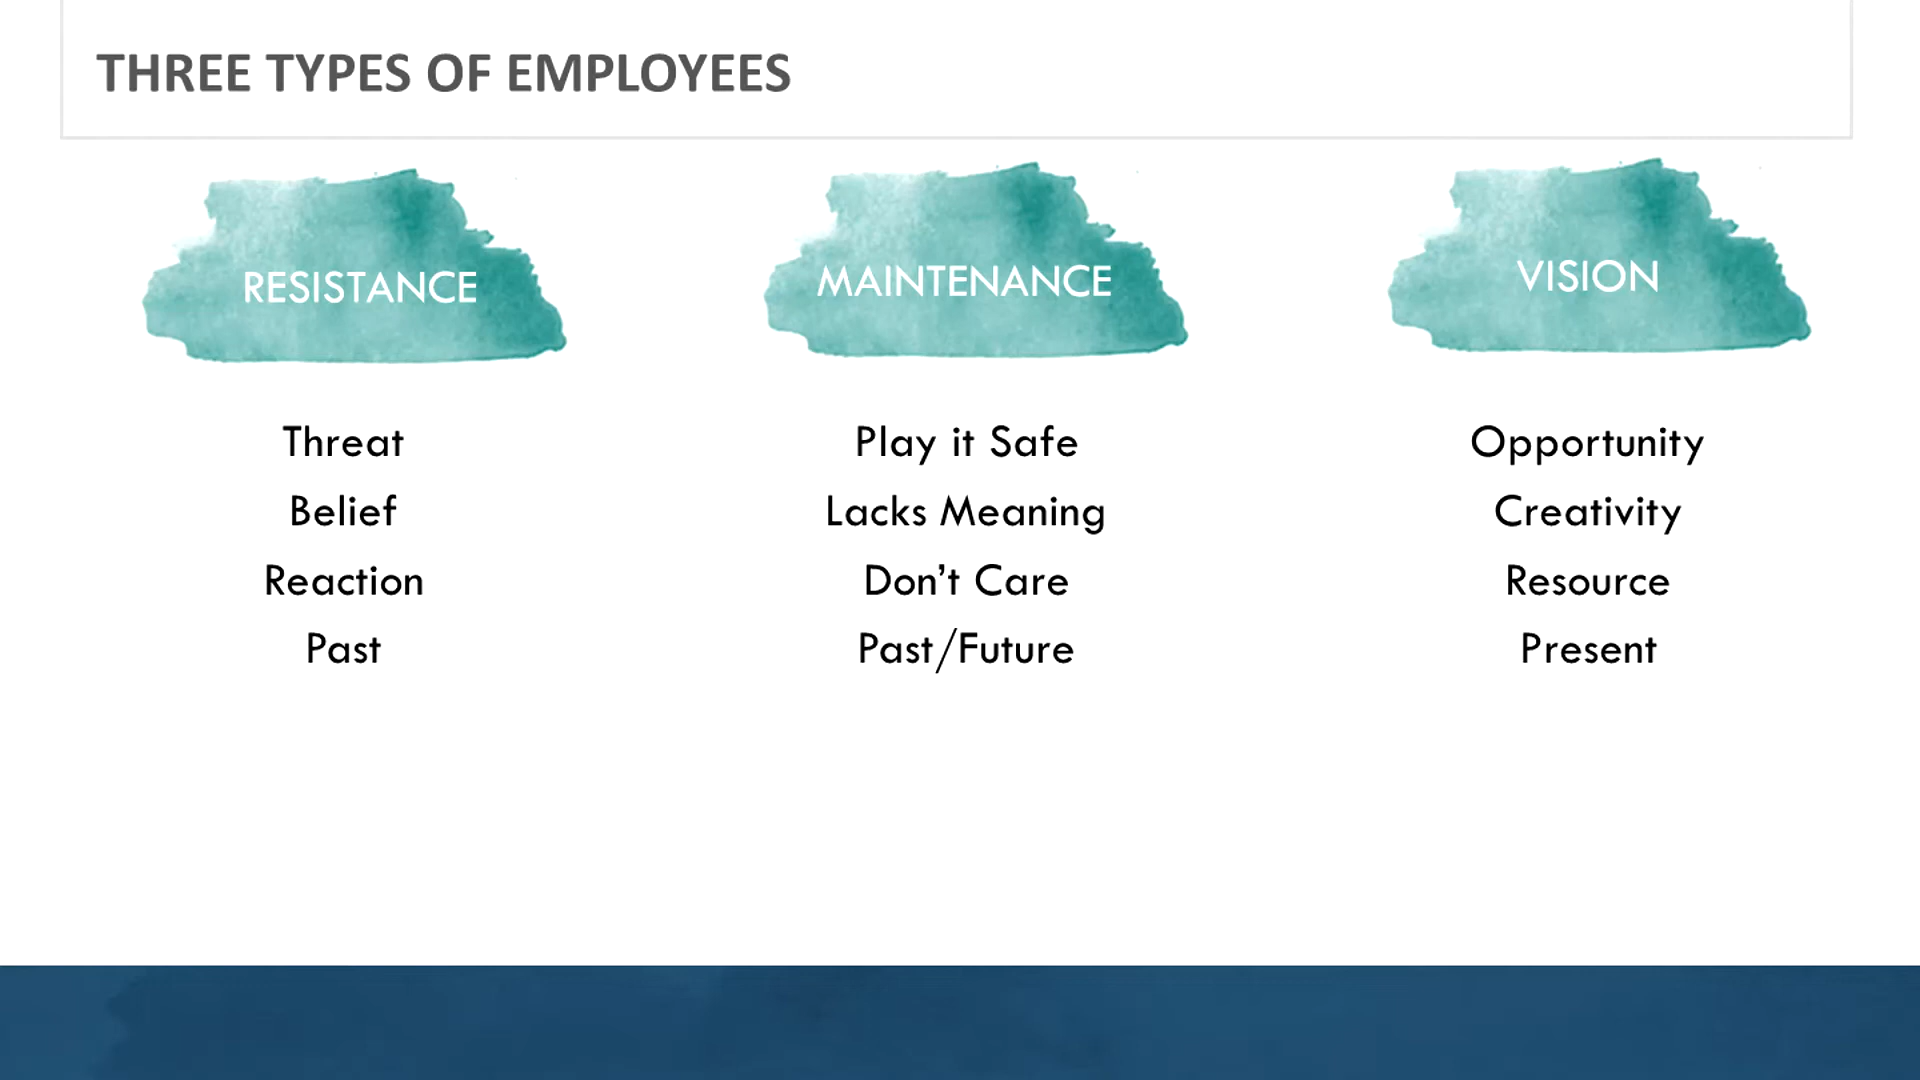 THREE TYPES OF EMPLOYEES
RESISTANCE
Threat
Belief
Reaction
Past
MAINTENANCE
Play it Safe
Lacks Meaning
Don’t Care
Past/Future
VISION
Opportunity
Creativity
Resource
Present